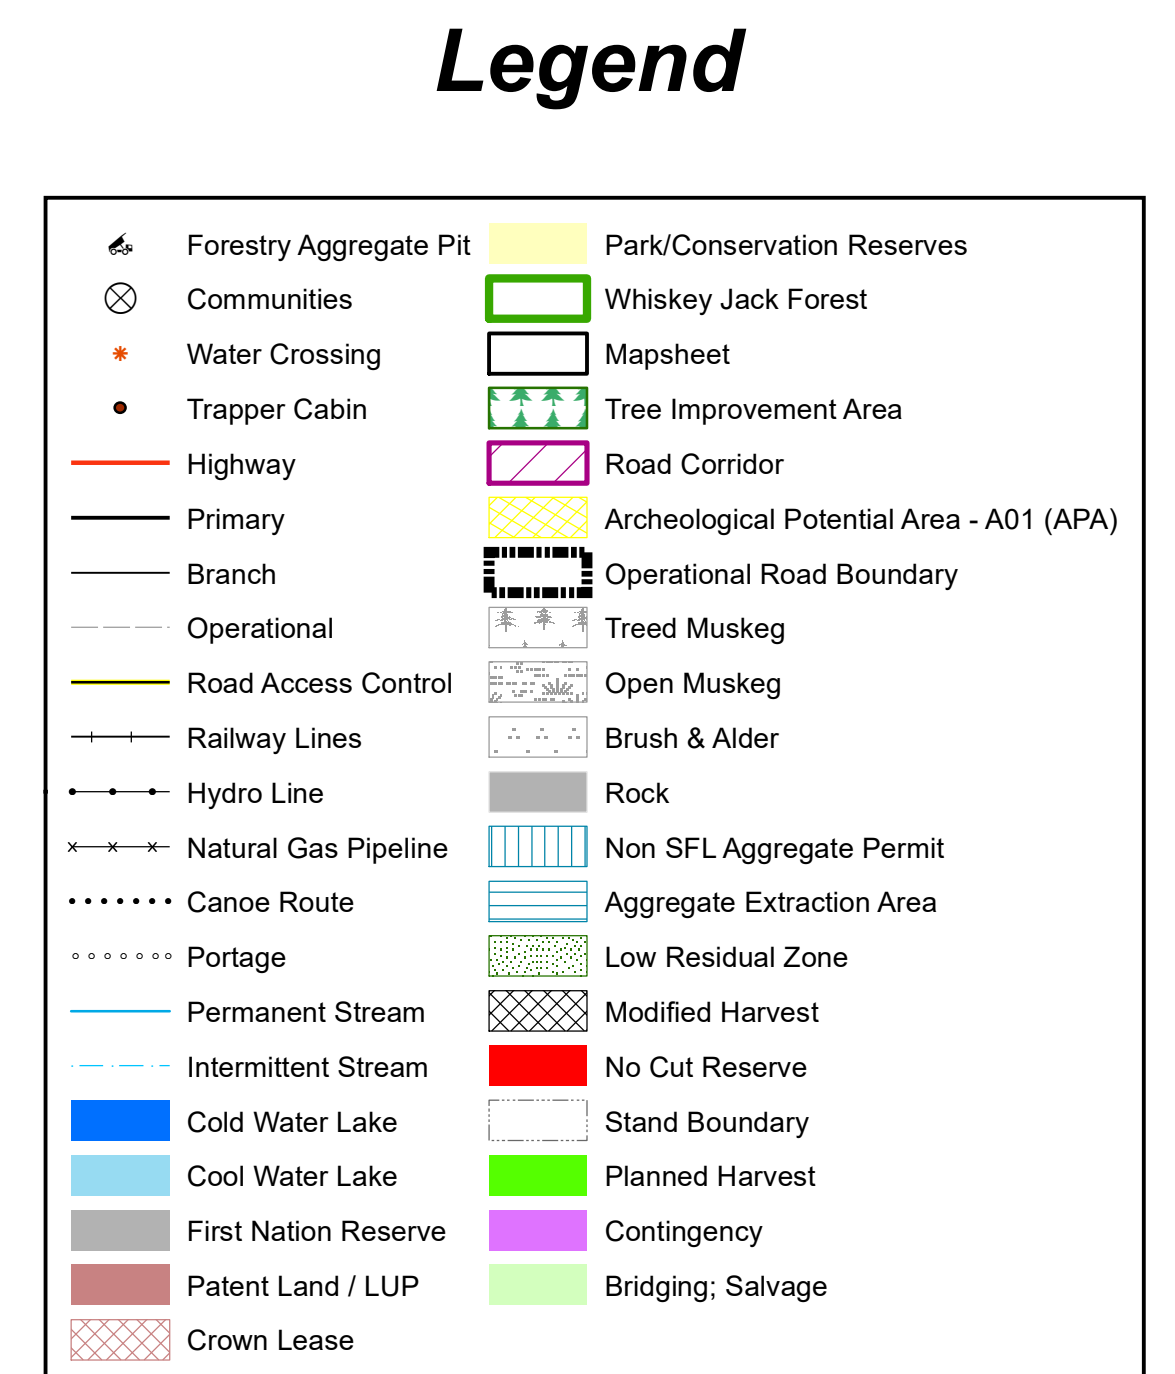 Legend
Forestry Aggregate Pit
Communities
Water Crossing
Trapper Cabin
Highway
Primary
Branch
Operational
Road Access Control
Railway Lines
Hydro Line
Natural Gas Pipeline
Canoe Route
Portage
Permanent Stream
Intermittent Stream
Cold Water Lake
Cool Water Lake
First Nation Reserve
Patent Land / LUP
Crown Lease
Park/Conservation Reserves
Whiskey Jack Forest
Mapsheet
Tree Improvement Area
Road Corridor
Archeological Potential Area - A01 (APA)
Operational Road Boundary
Treed Muskeg
Open Muskeg
Brush & Alder
Rock
Non SFL Aggregate Permit
Aggregate Extraction Area
Low Residual Zone
Modified Harvest
No Cut Reserve
Stand Boundary
Planned Harvest
Contingency
Bridging; Salvage